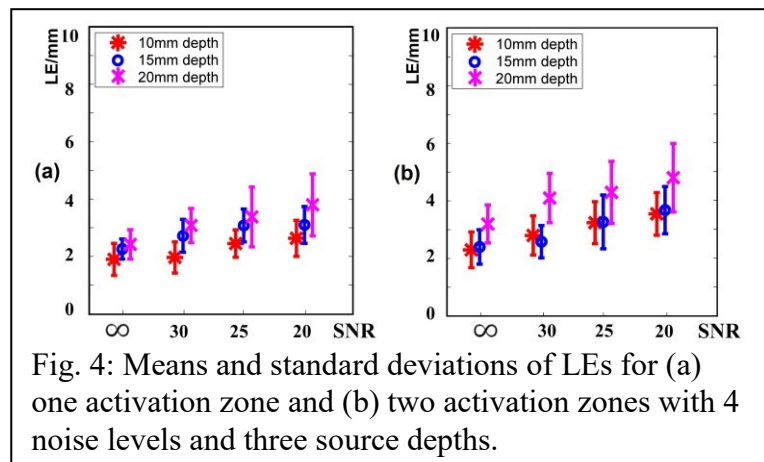 10
8
6
4
2
0
LE/mm
10mm depth
15mm depth
20mm depth
(a)
∞ 30 25 20 SNR
10
8
6
4
2
0
LE/mm
10mm depth
15mm depth
20mm depth
(b)
∞ 30 25 20 SNR
Fig. 4: Means and standard deviations of LEs for (a)
one activation zone and (b) two activation zones with 4
noise levels and three source depths.